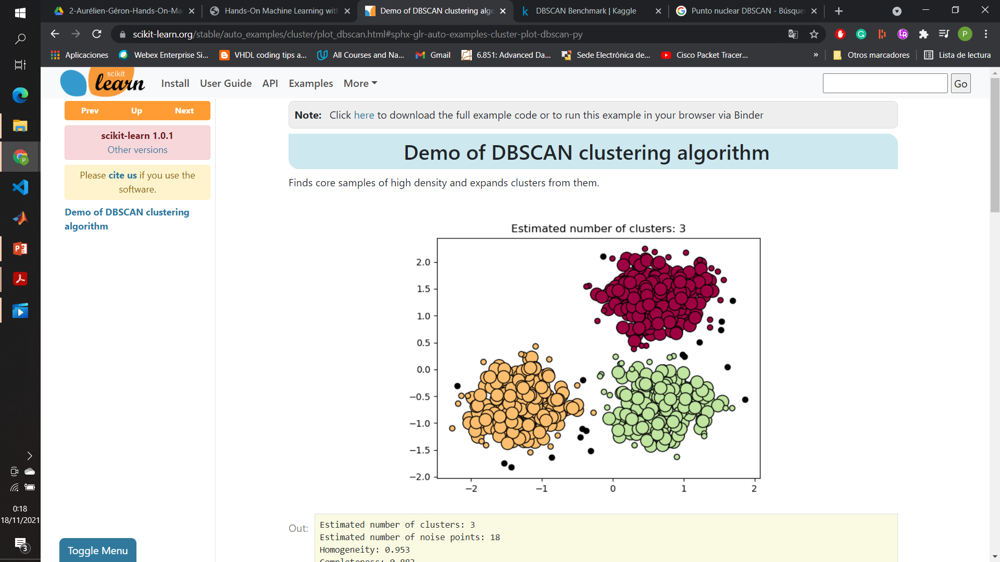 2-Aurélien-Géron-Hands-On-Ma
Hands-On Machine Learning with
Demo of DBSCAN clustering algo
DBSCAN Benchmark | Kaggle
Punto nuclear DBSCAN - Búsque
scikit-learn.org/stable/auto_examples/cluster/plot_dbscan.html#sphx-glr-auto-examples-cluster-plot-dbscan-py
P
Aplicaciones
Webex Enterprise Si...
VHDL coding tips a...
All Courses and Na...
Gmail
6.851: Advanced Da...
Sede Electrónica de...
Cisco Packet Tracer...
»
Otros marcadores
Lista de lectura
scikit
learn
Install
User Guide
API
Examples
More
Go
Prev
Up
Next
scikit-learn 1.0.1
Other versions
Please cite us if you use the
software.
Demo of DBSCAN clustering
algorithm
Note: Click here to download the full example code or to run this example in your browser via Binder
Demo of DBSCAN clustering algorithm
Finds core samples of high density and expands clusters from them.
Estimated number of clusters: 3
2.0
1.5
1.0
0.5
0.0
−0.5
−1.0
−1.5
−2.0
−2
−1
0
1
2
Out:
Estimated number of clusters: 3
Estimated number of noise points: 18
Homogeneity: 0.953
Completeness: 0.883
0:18
18/11/2021
3
Toggle Menu